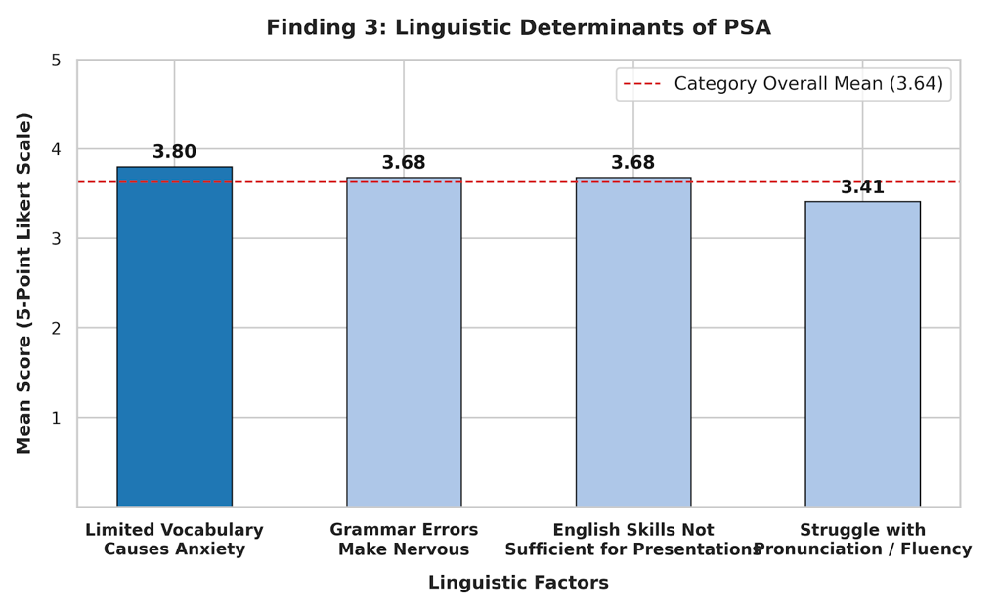 Finding 3: Linguistic Determinants of PSA
Mean Score (5-Point Likert Scale)
5
4
3
2
1
Category Overall Mean (3.64)
3.80
3.68
3.68
3.41
Limited Vocabulary
Causes Anxiety
Grammar Errors
Make Nervous
English Skills Not
Sufficient for Presentations
Struggle with
Pronunciation / Fluency
Linguistic Factors